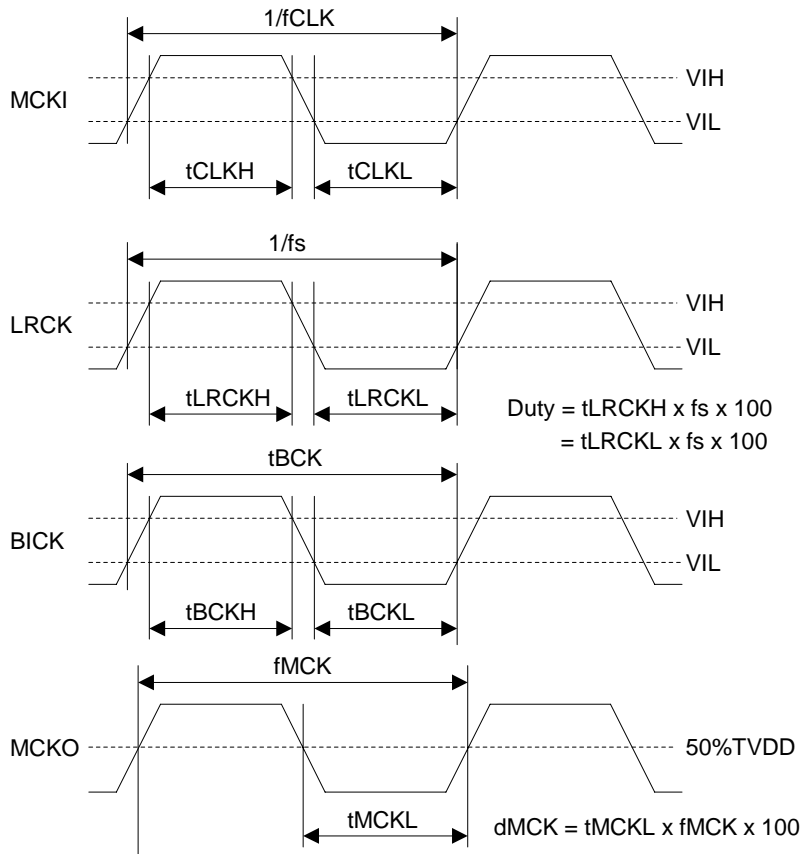 1/fCLK
MCKI
VIH
VIL
tCLKH
tCLKL
1/fs
LRCK
VIH
VIL
tLRCKH
tLRCKL
Duty = tLRCKH x fs x 100
= tLRCKL x fs x 100
tBCK
BICK
VIH
VIL
tBCKH
tBCKL
fMCK
MCKO
50%TVDD
tMCKL
dMCK = tMCKL x fMCK x 100